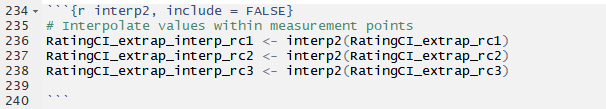 234 ```{r interp2, include = FALSE}
235 # Interpolate values within measurement points
236 RatingCI_extrap_interp_rc1 <- interp2(RatingCI_extrap_rc1)
237 RatingCI_extrap_interp_rc2 <- interp2(RatingCI_extrap_rc2)
238 RatingCI_extrap_interp_rc3 <- interp2(RatingCI_extrap_rc3)
239
240 ```